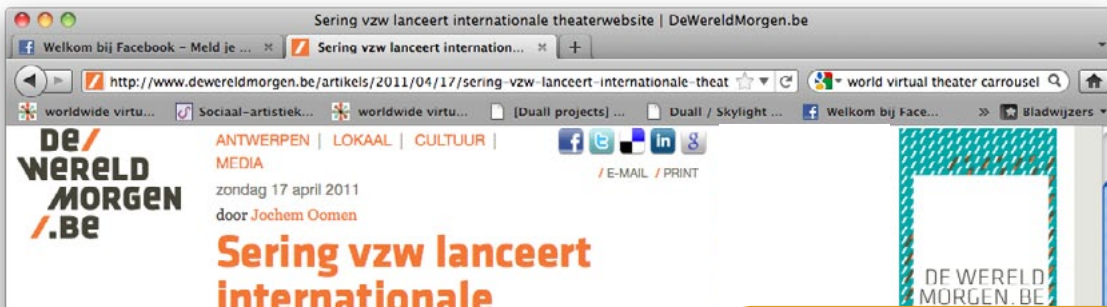 Sering vzw lanceert internationale theaterwebsite | DeWereldMorgen.be
Welkom bij Facebook – Meld je ... × Sering vzw lanceert internation... × +
http://www.dewereldmorgen.be/artikels/2011/04/17/sering-vzw-lanceert-internationale-theat world virtual theater carrousel
worldwide virtu... Sociaal-artistiek... worldwide virtu... [Duall projects] ... Duall / Skylight ... Welkom bij Face... » Bladwijzers
DE/
WERELD
MORGEN
/.BE
ANTWERPEN | LOKAAL | CULTUUR |
MEDIA
/ E-MAIL / PRINT
zondag 17 april 2011
door Jochem Oomen
Sering vzw lanceert
internationale
DE WERELD
MORGEN.BE